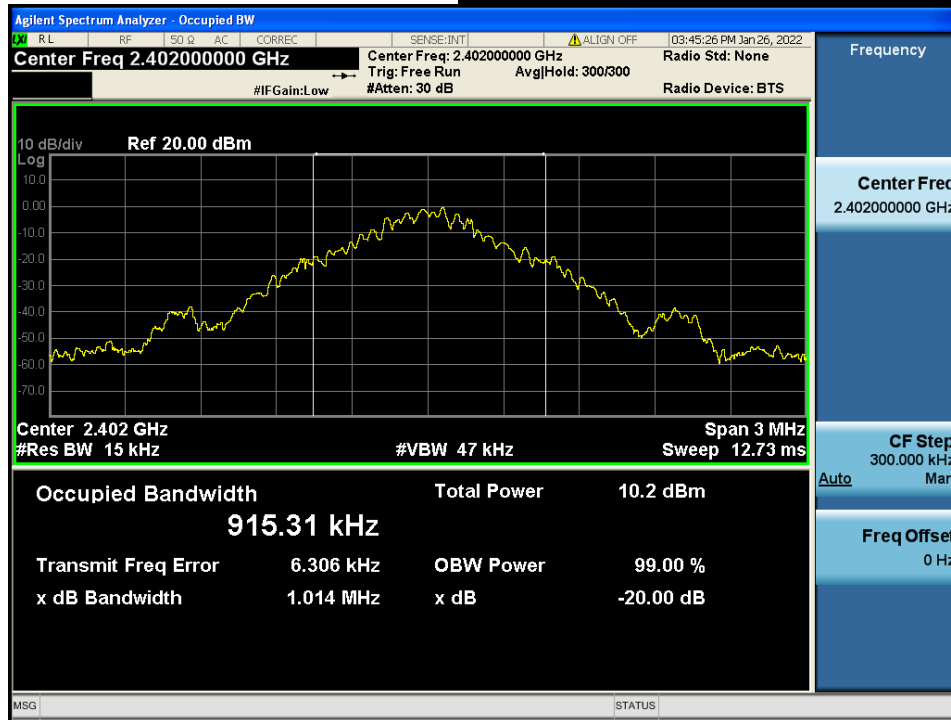 Agilent Spectrum Analyzer - Occupied BW
LXI RL RF 50 Ω AC CORREC SENSE:INT ALIGN OFF 03:45:26 PM Jan 26, 2022
Center Freq 2.402000000 GHz
Center Freq: 2.402000000 GHz
Radio Std: None
Trig: Free Run Avg|Hold: 300/300
#IFGain:Low
#Atten: 30 dB
Radio Device: BTS
Frequency
10 dB/div Ref 20.00 dBm
Log
10.0
0.00
-10.0
-20.0
-30.0
-40.0
-50.0
-60.0
-70.0
Center 2.402 GHz Span 3 MHz
#Res BW 15 kHz #VBW 47 kHz Sweep 12.73 ms
Occupied Bandwidth Total Power 10.2 dBm
915.31 kHz
Transmit Freq Error 6.306 kHz OBW Power 99.00 %
x dB Bandwidth 1.014 MHz x dB -20.00 dB
Center Freq
2.402000000 GHz
CF Step
300.000 kHz
Auto Man
Freq Offset
0 Hz
MSG STATUS